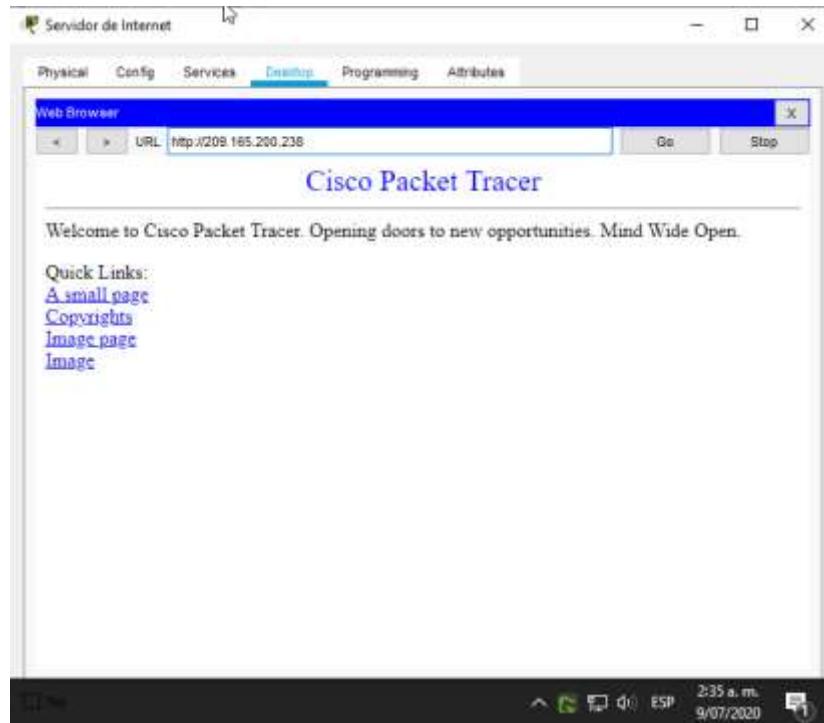 Servidor de Internet
Physical Config Services Desktop Programming Attributes
Web Browser X
< > URL http://209.165.200.238 Go Stop
Cisco Packet Tracer
Welcome to Cisco Packet Tracer. Opening doors to new opportunities. Mind Wide Open.
Quick Links:
A small page
Copyrights
Image page
Image
ESP 2:35 a. m.
9/07/2020 1